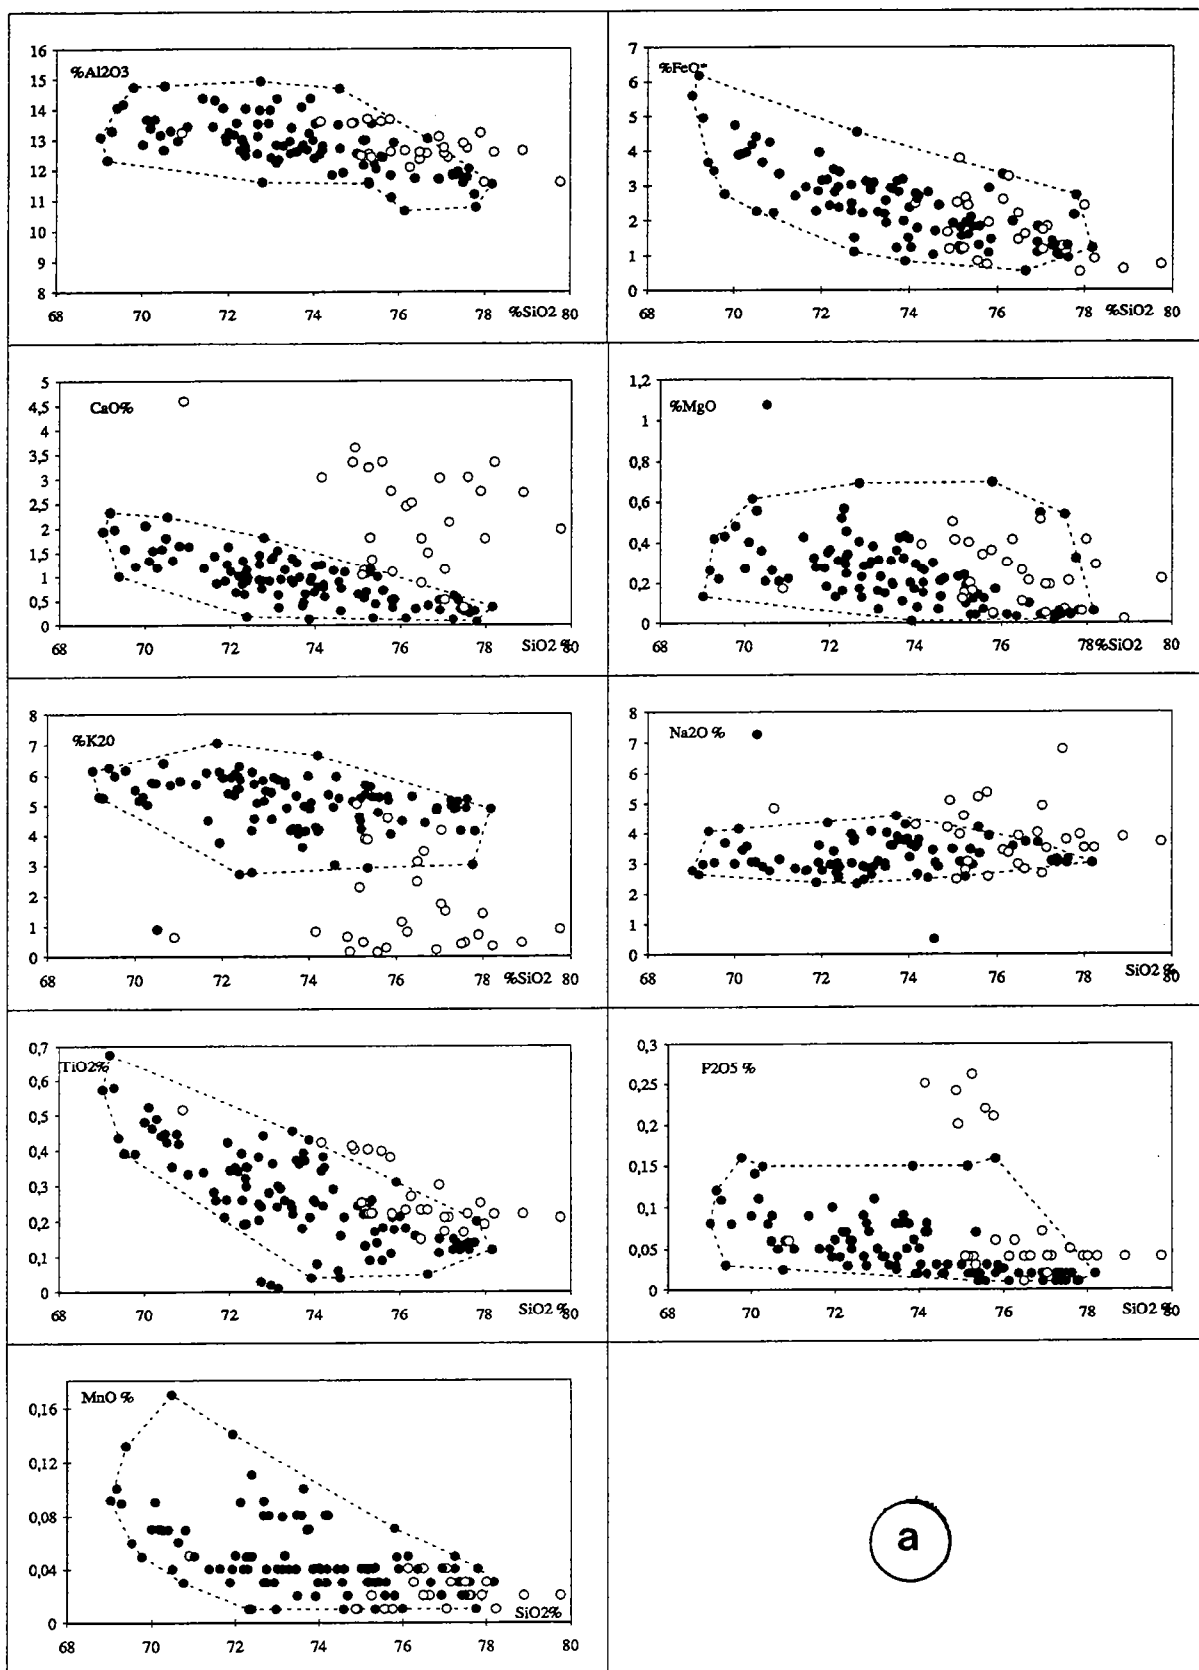 %Al2O3
16
15
14
13
12
11
10
9
8
68 70 72 74 76 78 80
%SiO2
%FeO*
7
6
5
4
3
2
1
0
68 70 72 74 76 78 80
%SiO2
CaO%
5
4,5
4
3,5
3
2,5
2
1,5
1
0,5
0
68 70 72 74 76 78 80
SiO2 %
%MgO
1,2
1
0,8
0,6
0,4
0,2
0
68 70 72 74 76 78 80
%SiO2
%K20
8
7
6
5
4
3
2
1
0
68 70 72 74 76 78 80
%SiO2
Na2O %
8
7
6
5
4
3
2
1
0
68 70 72 74 76 78 80
SiO2 %
TiO2%
0,7
0,6
0,5
0,4
0,3
0,2
0,1
0
68 70 72 74 76 78 80
SiO2 %
P2O5 %
0,3
0,25
0,2
0,15
0,1
0,05
0
68 70 72 74 76 78 80
SiO2 %
MnO %
0,16
0,12
0,08
0,04
0
68 70 72 74 76 78 80
SiO2%
a